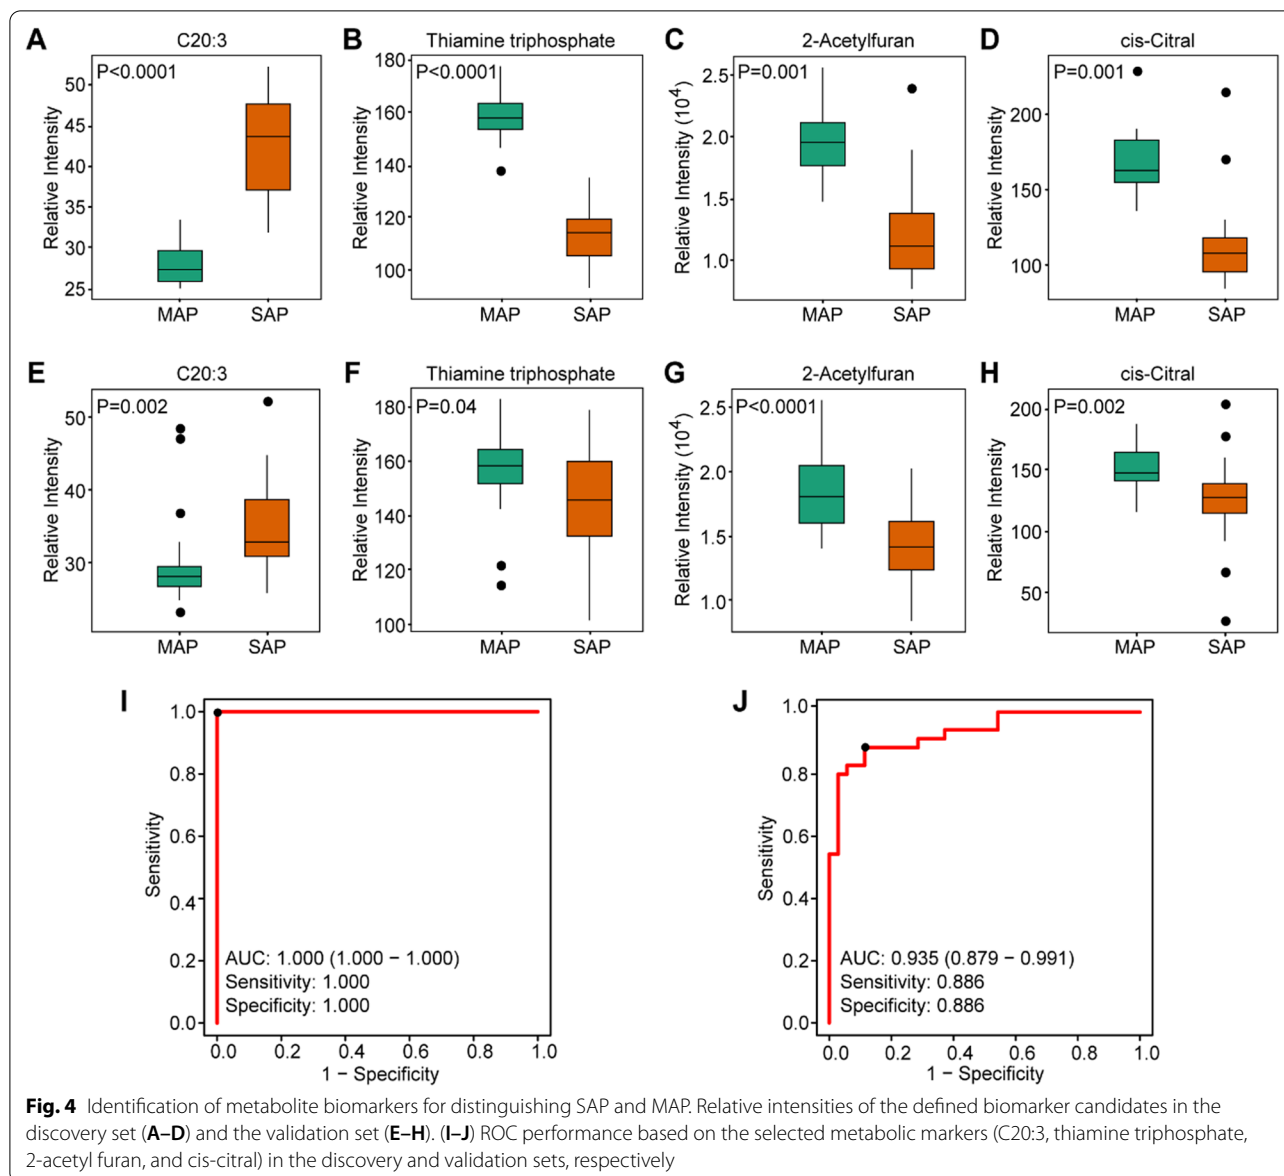 A
C20:3
P<0.0001
Relative Intensity
50
45
40
35
30
25
MAP
SAP
B
Thiamine triphosphate
P<0.0001
Relative Intensity
180
160
140
120
100
MAP
SAP
C
2-Acetylfuran
P=0.001
Relative Intensity (10⁴)
2.5
2.0
1.5
1.0
MAP
SAP
D
cis-Citral
P=0.001
Relative Intensity
200
150
100
MAP
SAP
E
C20:3
P=0.002
Relative Intensity
50
40
30
MAP
SAP
F
Thiamine triphosphate
P=0.04
Relative Intensity
180
160
140
120
100
MAP
SAP
G
2-Acetylfuran
P<0.0001
Relative Intensity (10⁴)
2.5
2.0
1.5
1.0
MAP
SAP
H
cis-Citral
P=0.002
Relative Intensity
200
150
100
50
MAP
SAP
I
Sensitivity
1.0
0.8
0.6
0.4
0.2
0.0
AUC: 1.000 (1.000 − 1.000)
Sensitivity: 1.000
Specificity: 1.000
0.0 0.2 0.4 0.6 0.8 1.0
1 − Specificity
J
Sensitivity
1.0
0.8
0.6
0.4
0.2
0.0
AUC: 0.935 (0.879 − 0.991)
Sensitivity: 0.886
Specificity: 0.886
0.0 0.2 0.4 0.6 0.8 1.0
1 − Specificity
Fig. 4 Identification of metabolite biomarkers for distinguishing SAP and MAP. Relative intensities of the defined biomarker candidates in the
discovery set (A–D) and the validation set (E–H). (I–J) ROC performance based on the selected metabolic markers (C20:3, thiamine triphosphate,
2-acetyl furan, and cis-citral) in the discovery and validation sets, respectively